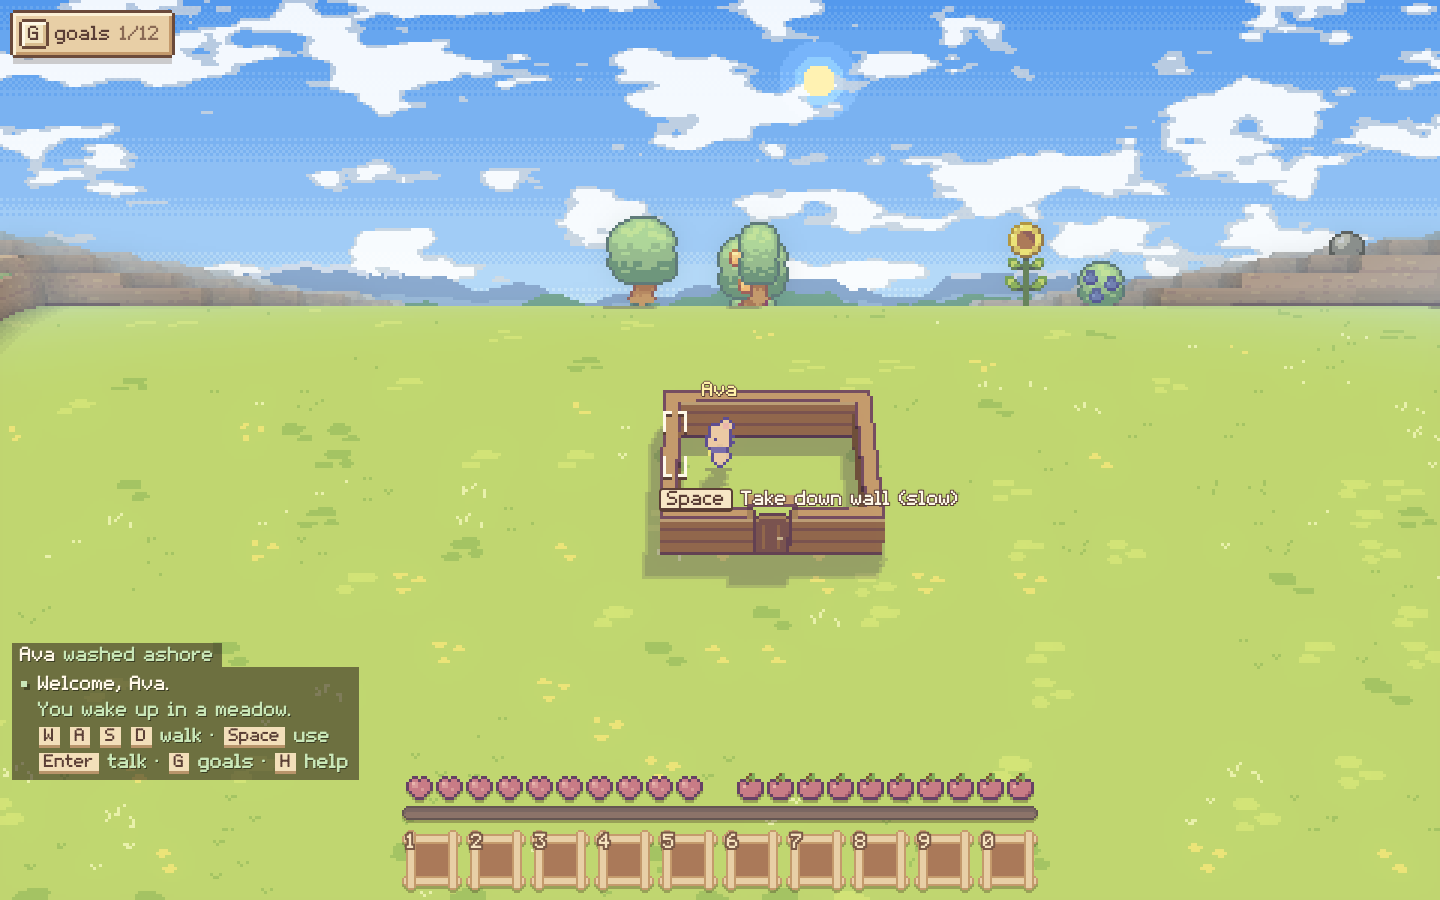 G goals 1/12
Ava
Space Take down wall (slow)
Ava washed ashore
Welcome, Ava.
You wake up in a meadow.
W A S D walk · Space use
Enter talk · G goals · H help
1 2 3 4 5 6 7 8 9 0